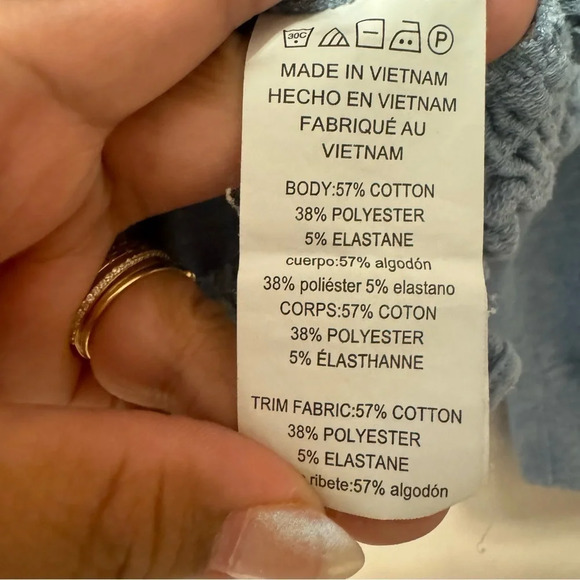 30C P
MADE IN VIETNAM
HECHO EN VIETNAM
FABRIQUÉ AU
VIETNAM
BODY:57% COTTON
38% POLYESTER
5% ELASTANE
cuerpo:57% algodón
38% poliéster 5% elastano
CORPS:57% COTON
38% POLYESTER
5% ÉLASTHANNE
TRIM FABRIC:57% COTTON
38% POLYESTER
5% ELASTANE
ribete:57% algodón